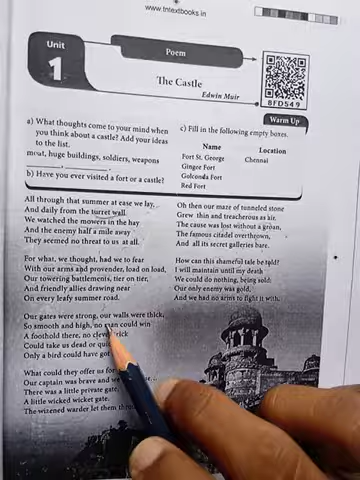 www.tntextbooks.in
Unit
1
Poem
The Castle
Edwin Muir
8FD549
Warm Up
a) What thoughts come to your mind when
you think about a castle? Add your ideas
to the list.
moat, huge buildings, soldiers, weapons
b) Have you ever visited a fort or a castle?
c) Fill in the following empty boxes.
Name Location
Fort St. George Chennai
Gingee Fort
Golconda Fort
Red Fort
All through that summer at ease we lay,
And daily from the turret wall
We watched the mowers in the hay
And the enemy half a mile away
They seemed no threat to us at all.
For what, we thought, had we to fear
With our arms and provender, load on load,
Our towering battlements, tier on tier,
And friendly allies drawing near
On every leafy summer road.
Our gates were strong, our walls were thick,
So smooth and high, no man could win
A foothold there, no clever trick
Could take us dead or quick
Only a bird could have got
What could they offer us for
Our captain was brave and we
There was a little private gate,
A little wicked wicket gate.
The wizened warder let them
Oh then our maze of tunneled stone
Grew thin and treacherous as air.
The cause was lost without a groan,
The famous citadel overthrown,
And all its secret galleries bare.
How can this shameful tale be told?
I will maintain until my death
We could do nothing, being sold:
Our only enemy was gold,
And we had no arms to fight it with.